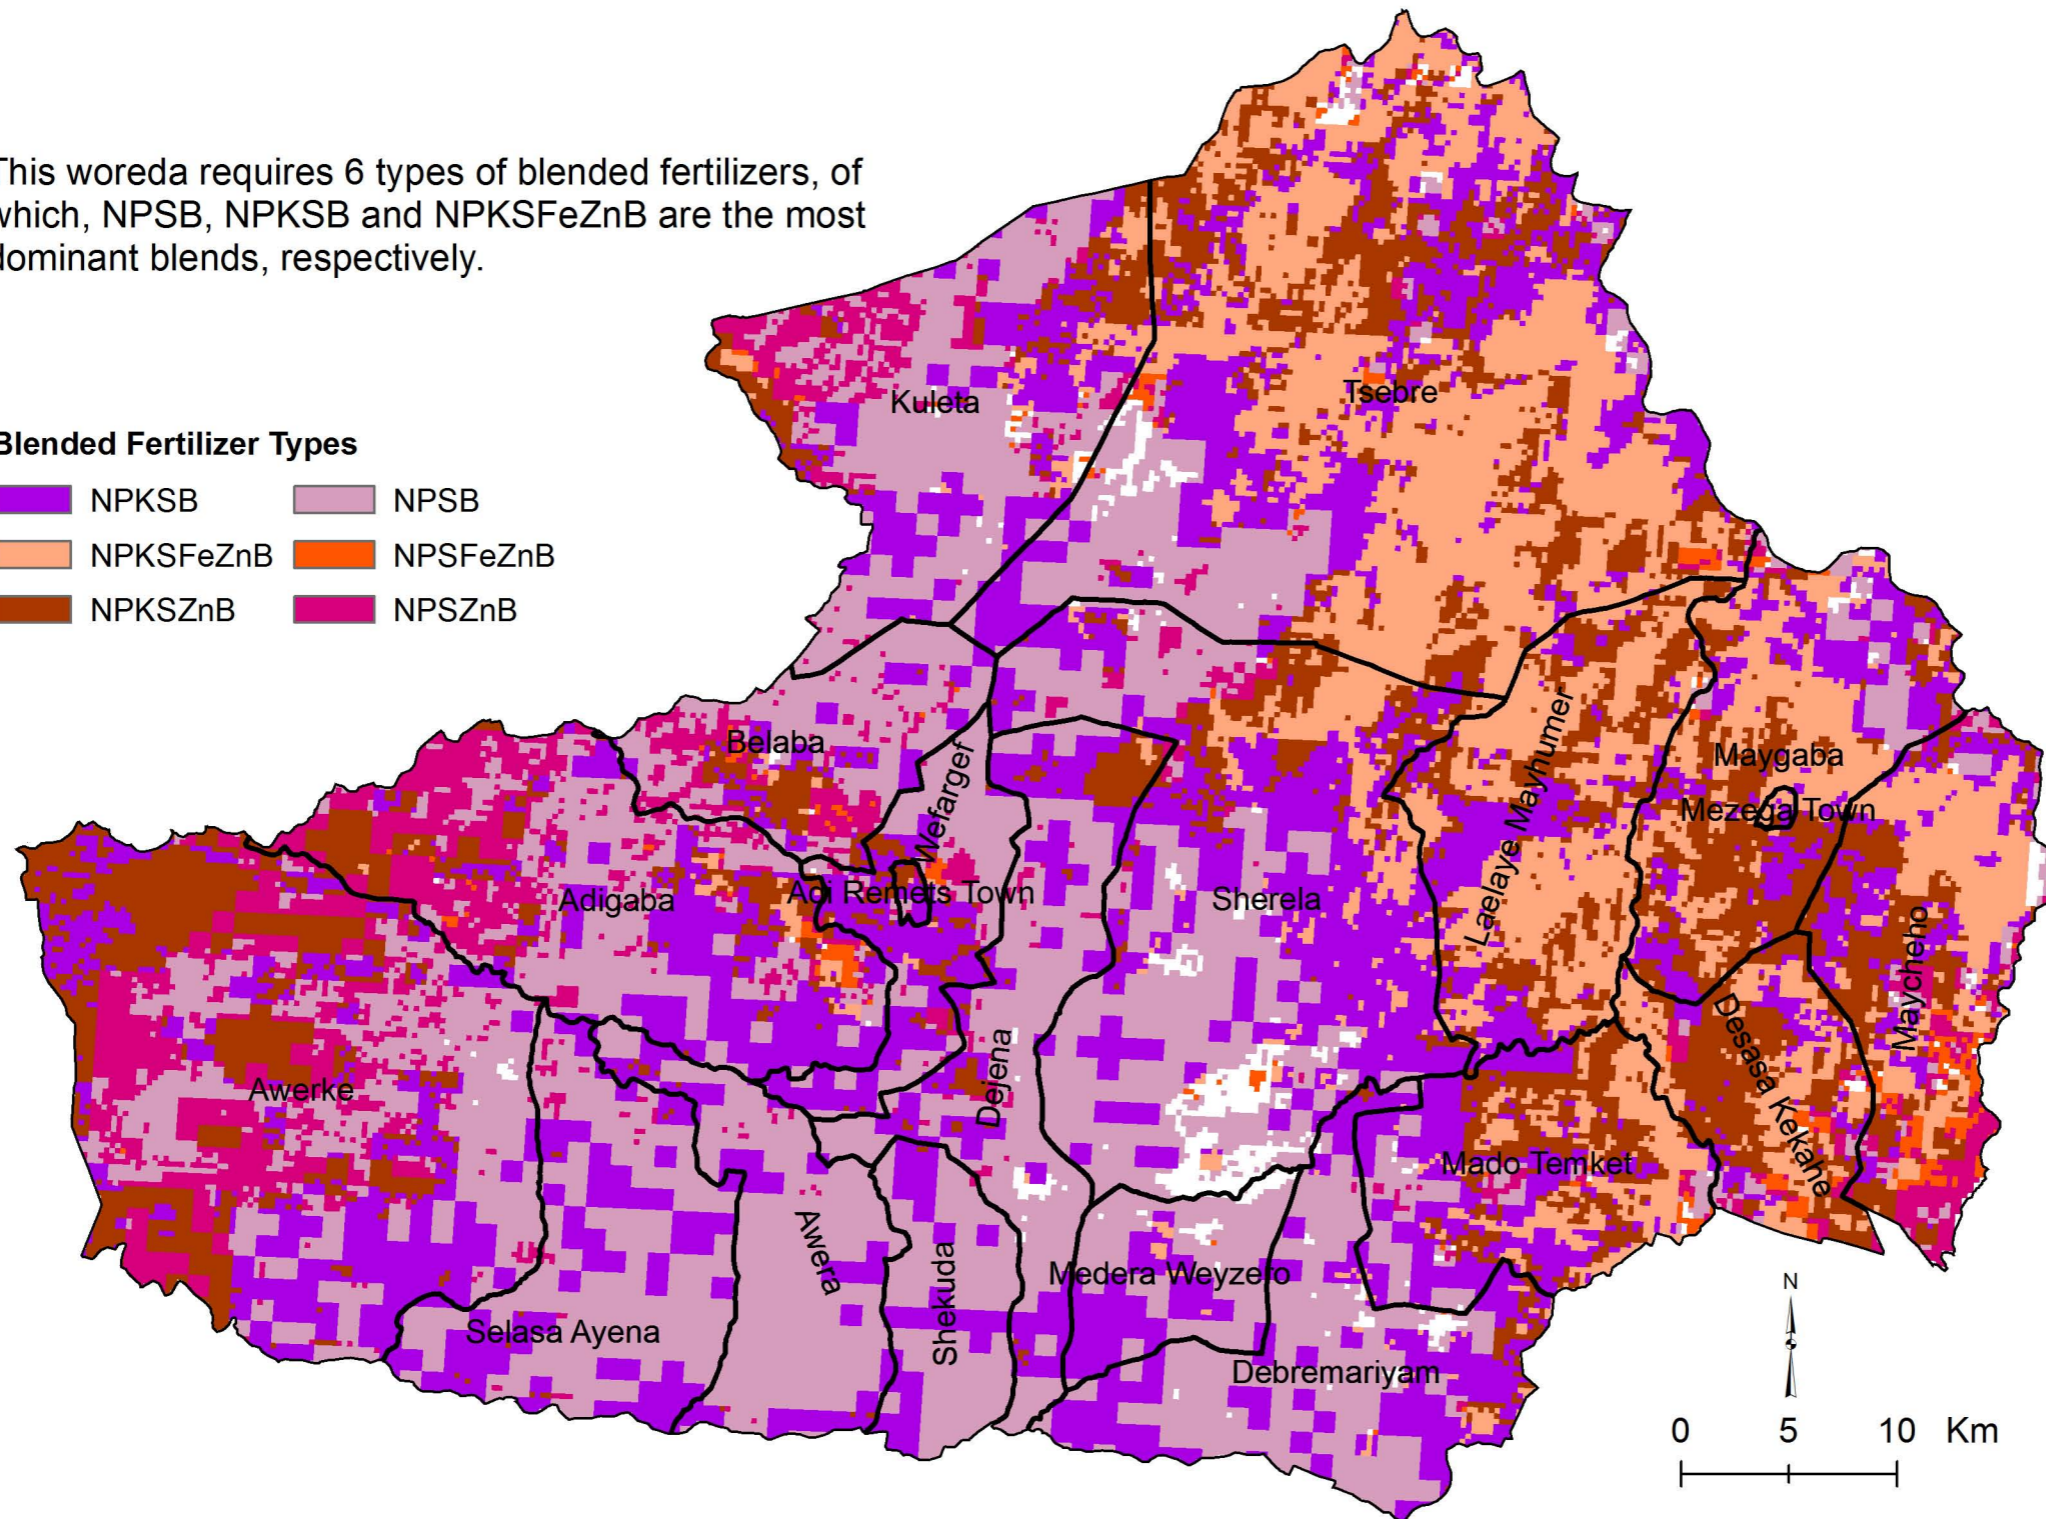 This woreda requires 6 types of blended fertilizers, of
which, NPSB, NPKSB and NPKSFeZnB are the most
dominant blends, respectively.
Blended Fertilizer Types
NPKSB NPSB
NPKSFeZnB NPSFeZnB
NPKSZnB NPSZnB
Kuleta
Tsebre
Belaba
Wefargef
Laelaye Mayhumer
Maygaba
Mezega Town
Adigaba
Adi Remets Town
Sherela
Maycheho
Desasa Kekahe
Awerke
Dejena
Mado Temket
Awera
Shekuda
Medera Weyzero
Selasa Ayena
Debremariyam
N
0 5 10 Km